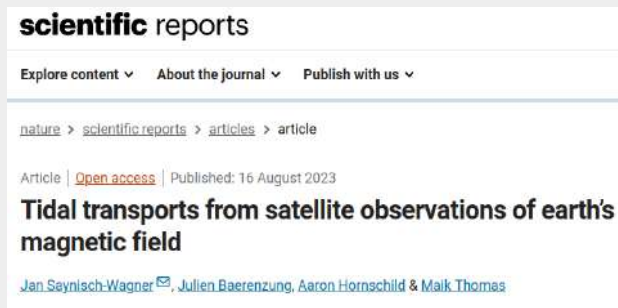 scientific reports
Explore content About the journal Publish with us
nature > scientific reports > articles > article
Article | Open access | Published: 16 August 2023
Tidal transports from satellite observations of earth's
magnetic field
Jan Saynisch-Wagner, Julien Baerenzung, Aaron Hornschild & Maik Thomas